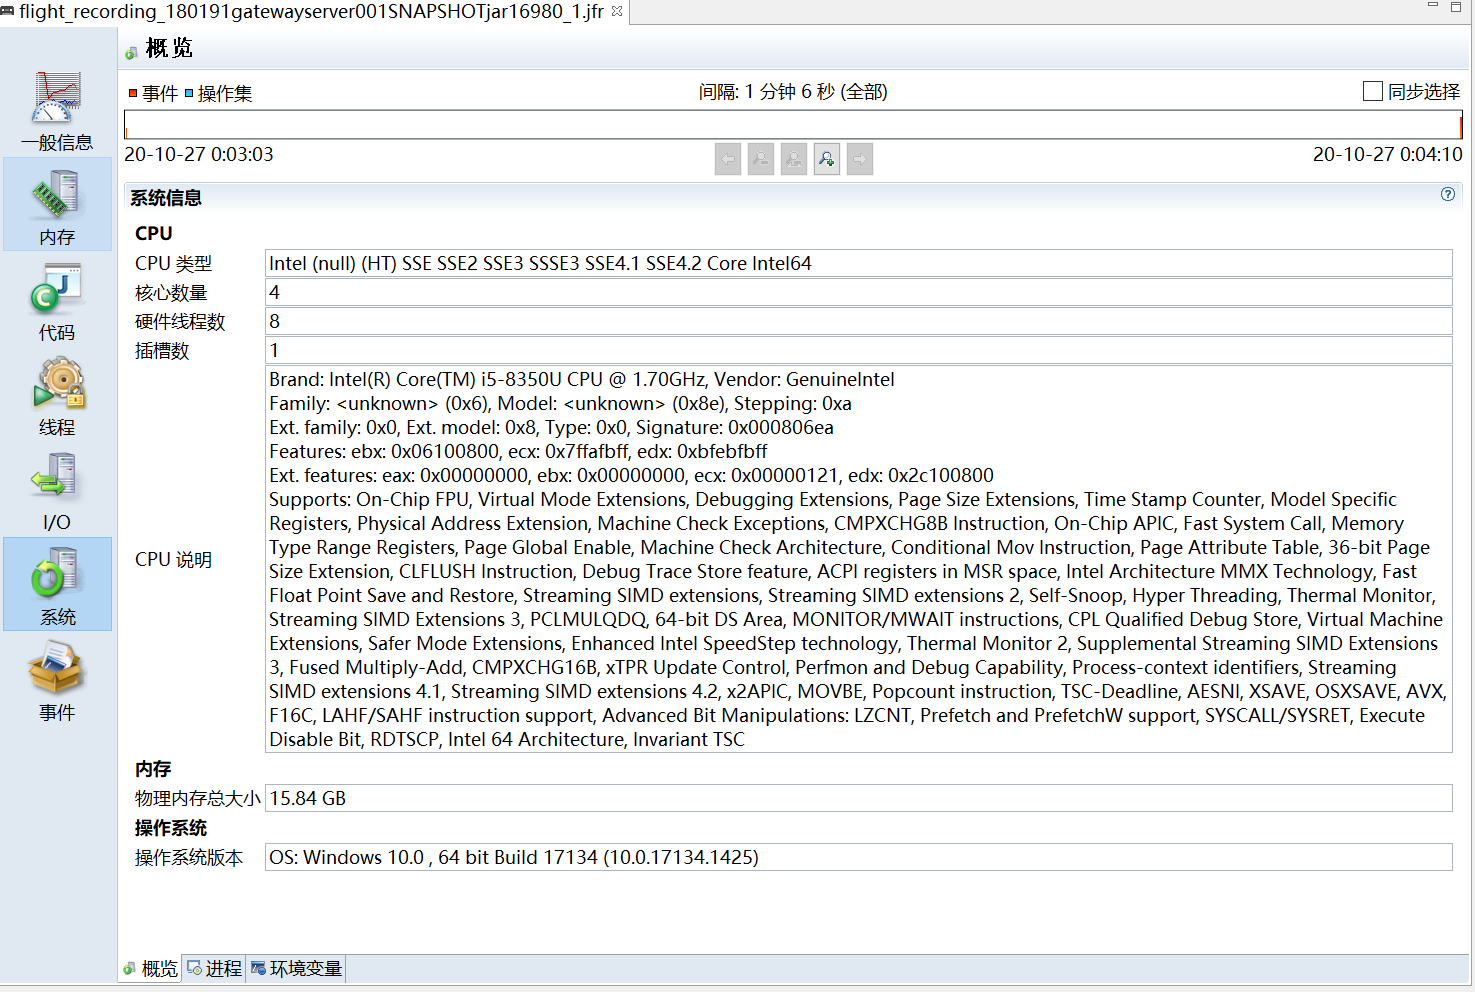 flight_recording_180191gatewayserver001SNAPSHOTjar16980_1.jfr
概览
事件 操作集
间隔: 1 分钟 6 秒 (全部)
同步选择
20-10-27 0:03:03
20-10-27 0:04:10
一般信息
内存
代码
线程
I/O
系统
事件
系统信息
CPU
CPU 类型 Intel (null) (HT) SSE SSE2 SSE3 SSSE3 SSE4.1 SSE4.2 Core Intel64
核心数量 4
硬件线程数 8
插槽数 1
CPU 说明
Brand: Intel(R) Core(TM) i5-8350U CPU @ 1.70GHz, Vendor: GenuineIntel
Family: <unknown> (0x6), Model: <unknown> (0x8e), Stepping: 0xa
Ext. family: 0x0, Ext. model: 0x8, Type: 0x0, Signature: 0x000806ea
Features: ebx: 0x06100800, ecx: 0x7ffafbff, edx: 0xbfebfbff
Ext. features: eax: 0x00000000, ebx: 0x00000000, ecx: 0x00000121, edx: 0x2c100800
Supports: On-Chip FPU, Virtual Mode Extensions, Debugging Extensions, Page Size Extensions, Time Stamp Counter, Model Specific
Registers, Physical Address Extension, Machine Check Exceptions, CMPXCHG8B Instruction, On-Chip APIC, Fast System Call, Memory
Type Range Registers, Page Global Enable, Machine Check Architecture, Conditional Mov Instruction, Page Attribute Table, 36-bit Page
Size Extension, CLFLUSH Instruction, Debug Trace Store feature, ACPI registers in MSR space, Intel Architecture MMX Technology, Fast
Float Point Save and Restore, Streaming SIMD extensions, Streaming SIMD extensions 2, Self-Snoop, Hyper Threading, Thermal Monitor,
Streaming SIMD Extensions 3, PCLMULQDQ, 64-bit DS Area, MONITOR/MWAIT instructions, CPL Qualified Debug Store, Virtual Machine
Extensions, Safer Mode Extensions, Enhanced Intel SpeedStep technology, Thermal Monitor 2, Supplemental Streaming SIMD Extensions
3, Fused Multiply-Add, CMPXCHG16B, xTPR Update Control, Perfmon and Debug Capability, Process-context identifiers, Streaming
SIMD extensions 4.1, Streaming SIMD extensions 4.2, x2APIC, MOVBE, Popcount instruction, TSC-Deadline, AESNI, XSAVE, OSXSAVE, AVX,
F16C, LAHF/SAHF instruction support, Advanced Bit Manipulations: LZCNT, Prefetch and PrefetchW support, SYSCALL/SYSRET, Execute
Disable Bit, RDTSCP, Intel 64 Architecture, Invariant TSC
内存
物理内存总大小 15.84 GB
操作系统
操作系统版本 OS: Windows 10.0 , 64 bit Build 17134 (10.0.17134.1425)
概览 进程 环境变量